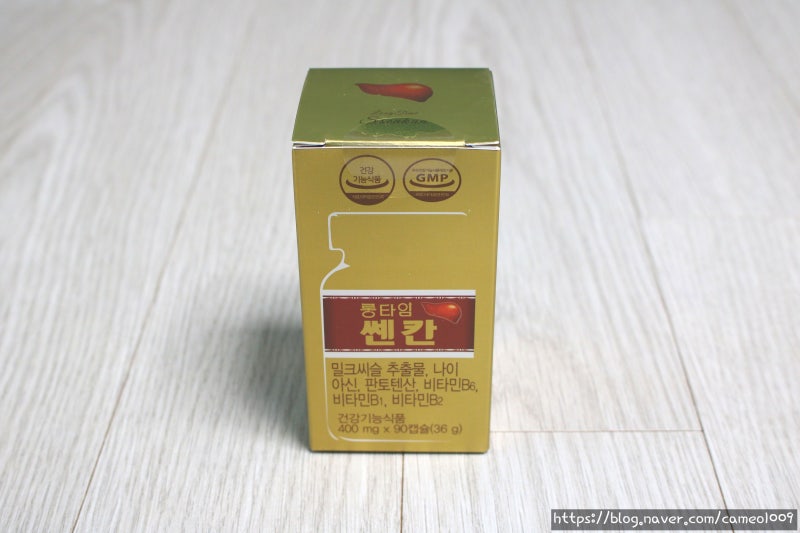 건강
기능식품
GMP
롱타임
쎈칸
밀크씨슬 추출물, 나이
아신, 판토텐산, 비타민B6,
비타민B1, 비타민B2
건강기능식품
400 mg x 90캡슐(36 g)
https://blog.naver.com/cameo1009